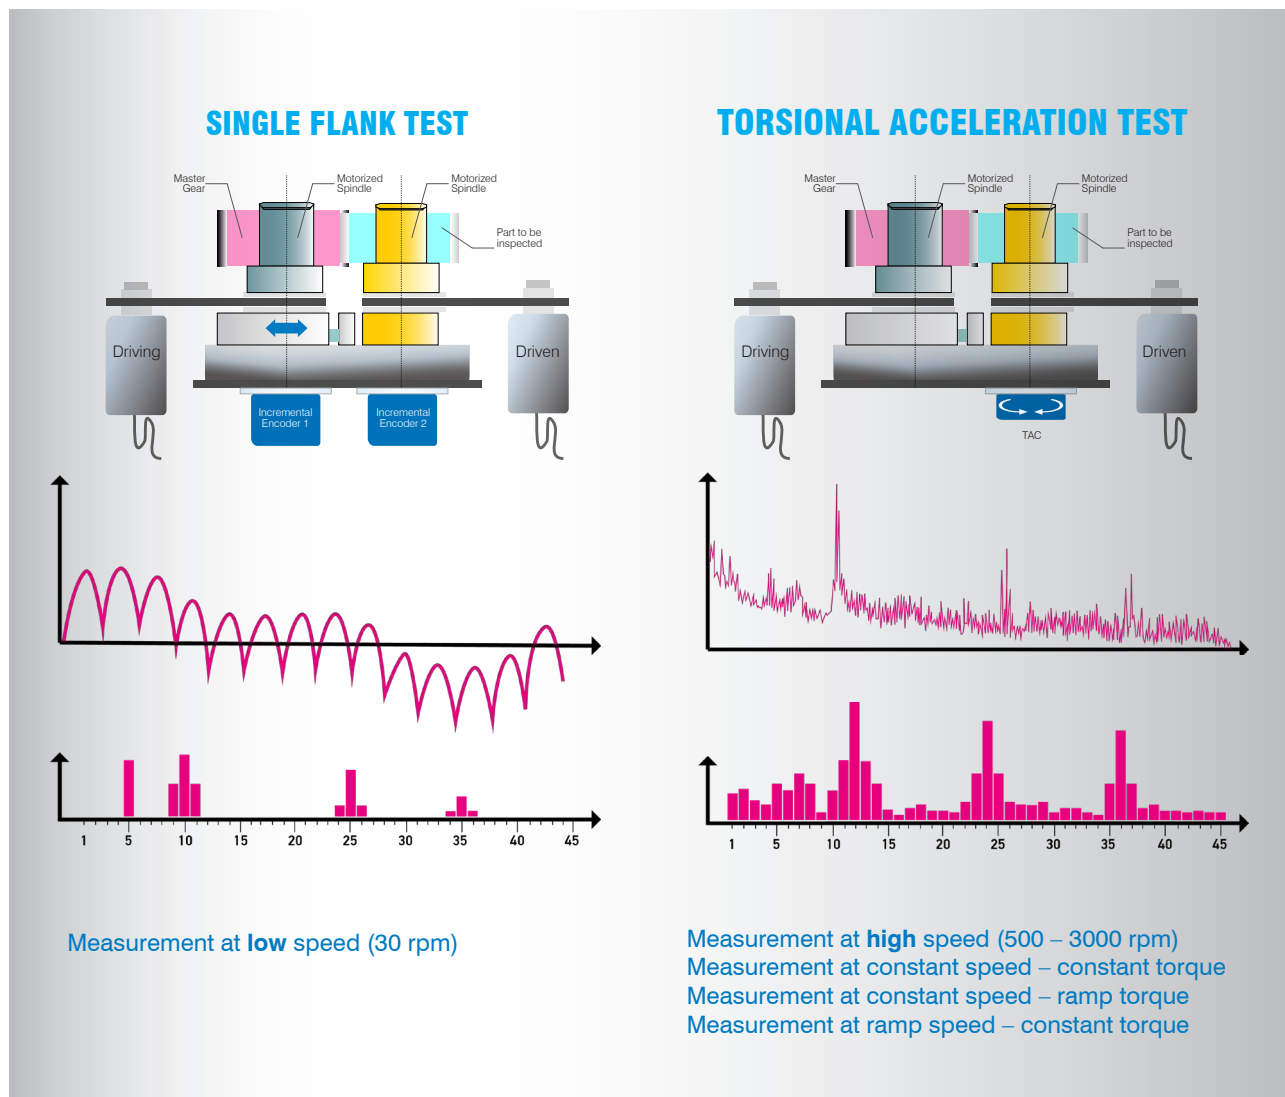 SINGLE FLANK TEST
Master
Gear
Motorized
Spindle
Motorized
Spindle
Part to be
inspected
Driving
Driven
Incremental
Encoder 1
Incremental
Encoder 2
1 5 10 15 20 25 30 35 40 45
Measurement at low speed (30 rpm)
TORSIONAL ACCELERATION TEST
Master
Gear
Motorized
Spindle
Motorized
Spindle
Part to be
inspected
Driving
Driven
TAC
1 5 10 15 20 25 30 35 40 45
Measurement at high speed (500 – 3000 rpm)
Measurement at constant speed – constant torque
Measurement at constant speed – ramp torque
Measurement at ramp speed – constant torque